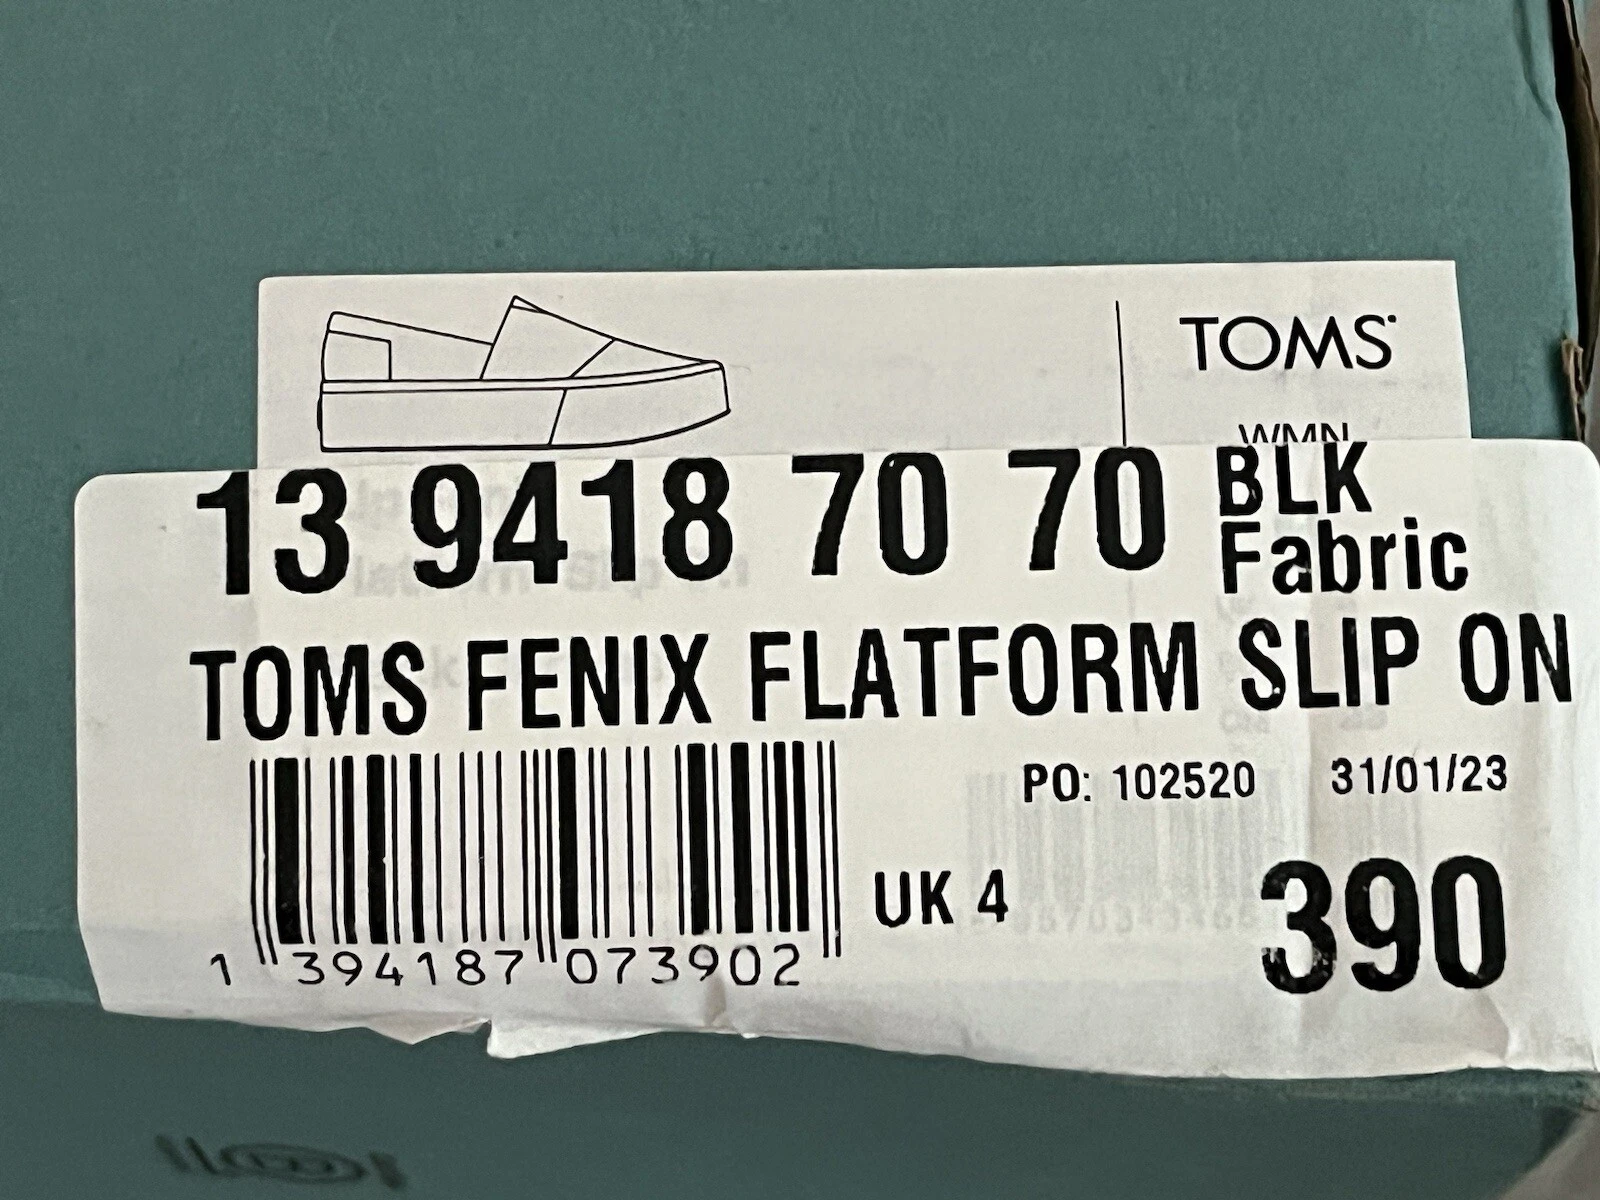 TOMS
WMN
13 9418 70 70 BLK
Fabric
TOMS FENIX FLATFORM SLIP ON
PO: 102520 31/01/23
UK 4 390
1 394187 073902